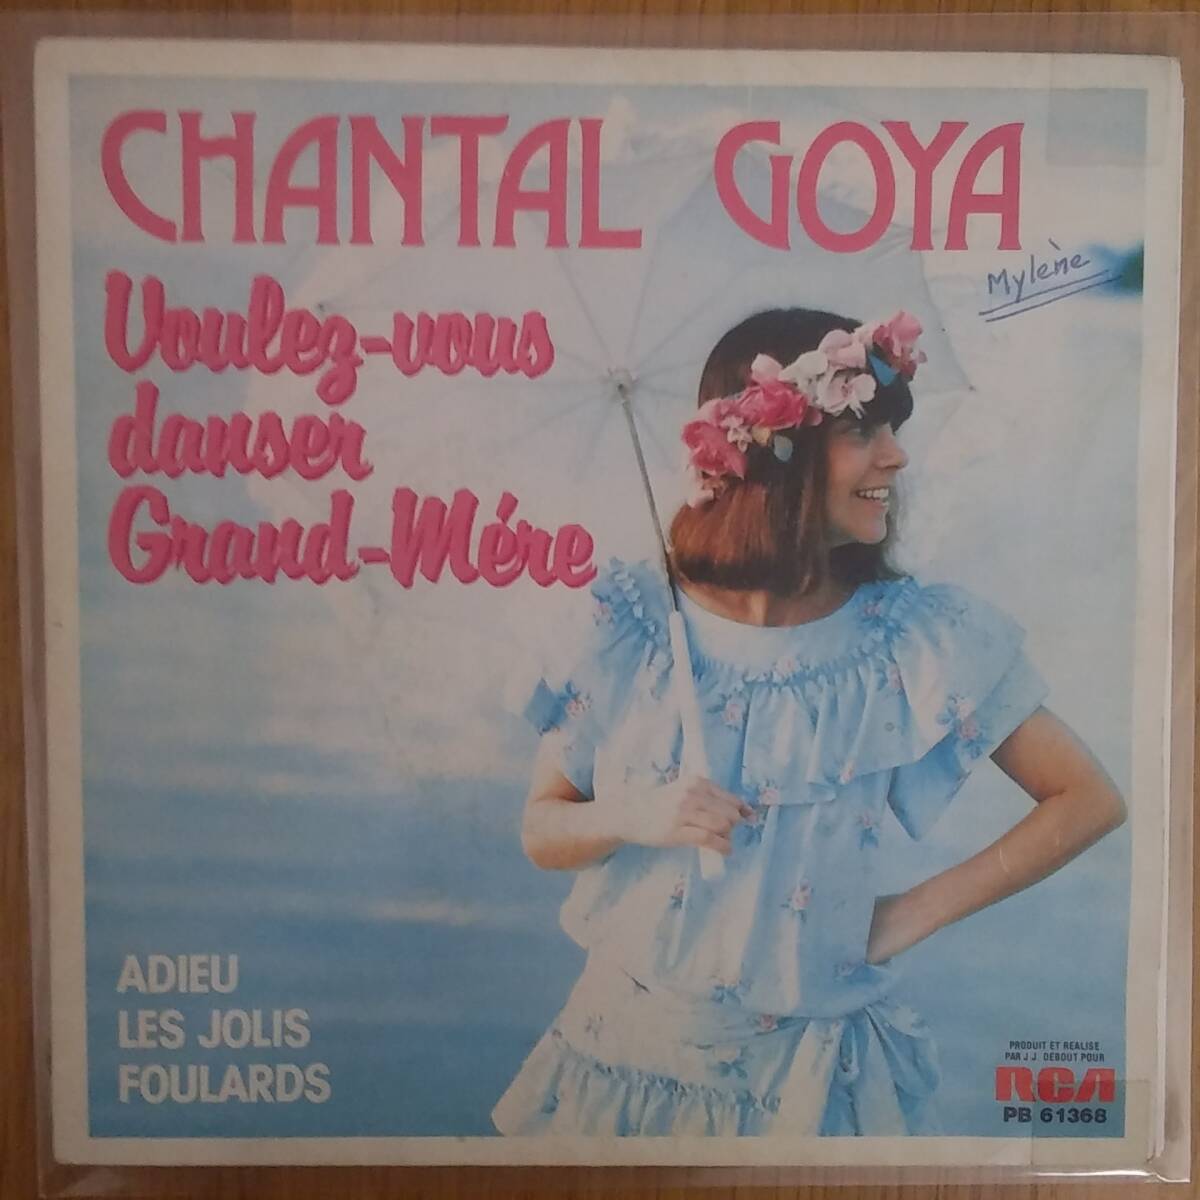 CHANTAL GOYA
Voulez-vous
danser
Grand-Mére
Mylène
ADIEU
LES JOLIS
FOULARDS
PRODUIT ET REALISE
PAR J.J. DEBOUT POUR
RCA
PB 61368